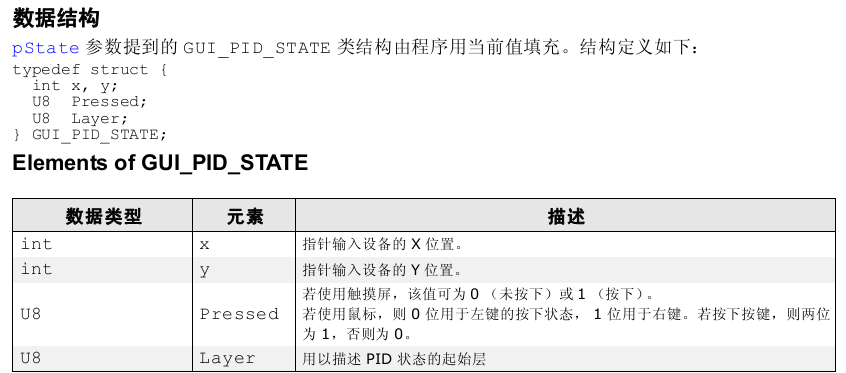 数据结构
pState 参数提到的 GUI_PID_STATE 类结构由程序用当前值填充。结构定义如下：
typedef struct {
  int x, y;
  U8  Pressed;
  U8  Layer;
} GUI_PID_STATE;
Elements of GUI_PID_STATE
数据类型 元素 描述
int x 指针输入设备的 X 位置。
int y 指针输入设备的 Y 位置。
U8 Pressed 若使用触摸屏，该值可为 0 （未按下）或 1 （按下）。
若使用鼠标，则 0 位用于左键的按下状态， 1 位用于右键。若按下按键，则两位
为 1，否则为 0。
U8 Layer 用以描述 PID 状态的起始层